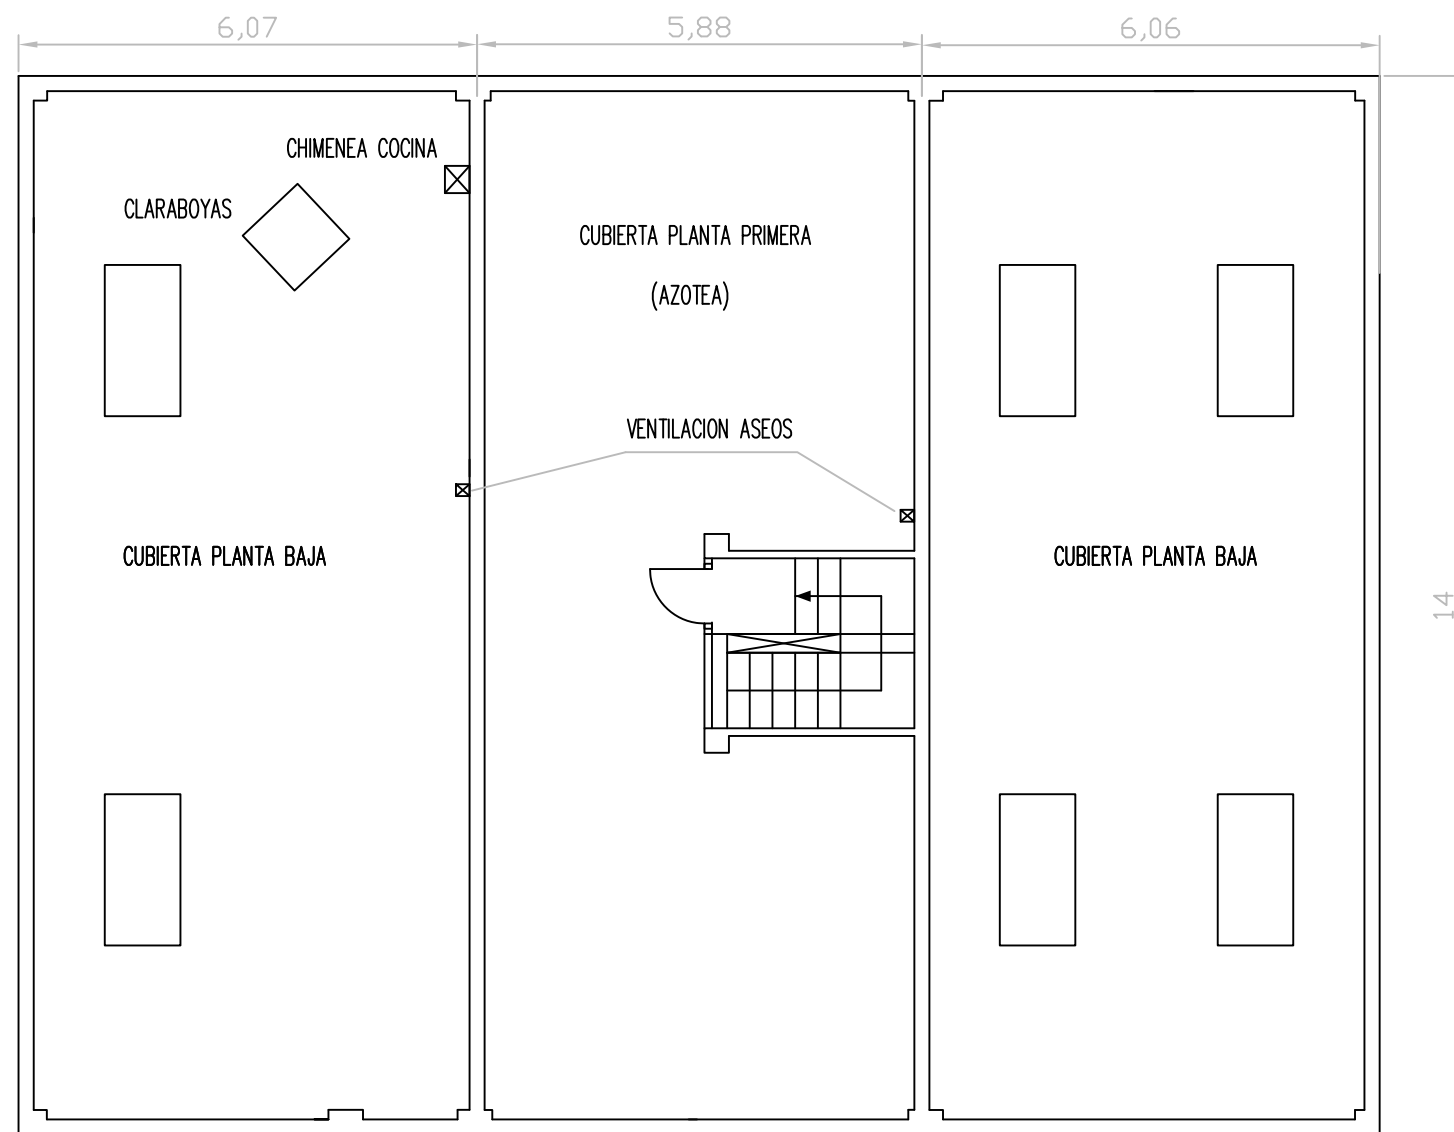 6,07
5,88
6,06
CHIMENEA COCINA
CLARABOYAS
CUBIERTA PLANTA PRIMERA
(AZOTEA)
VENTILACION ASEOS
CUBIERTA PLANTA BAJA
CUBIERTA PLANTA BAJA
14